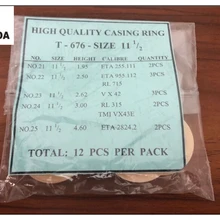 DA
HIGH QUALITY CASING RING
T - 676 - SIZE 11 1/2
NO. SIZE HEIGHT CALIBRE QUANTITY
NO.21 11 1/2 1.95 ETA 555.111 2PCS
NO.22 11 1/2 2.50 ETA 955.112 3PCS
RL 715
NO.23 11 1/2 2.62 V X 42 3PCS
NO.24 11 1/2 3.00 RL 315 2PCS
TMI VX43E
NO.25 11 1/2 4.60 ETA-2824.2 2PCS
TOTAL: 12 PCS PER PACK